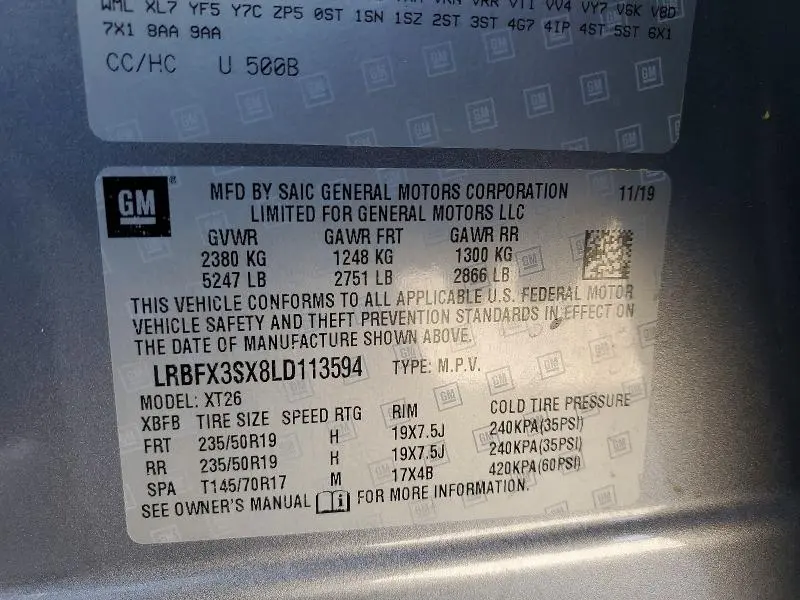 7X1 8AA 9AA
WML XL7 YF5 Y7C ZP5 0ST 1SN 1SZ 2ST 3ST 4G7 4IP 4ST 5ST 6X1
CC/HC U 500B
GM
MFD BY SAIC GENERAL MOTORS CORPORATION 11/19
LIMITED FOR GENERAL MOTORS LLC
GVWR GAWR FRT GAWR RR
2380 KG 1248 KG 1300 KG
5247 LB 2751 LB 2866 LB
THIS VEHICLE CONFORMS TO ALL APPLICABLE U.S. FEDERAL MOTOR
VEHICLE SAFETY AND THEFT PREVENTION STANDARDS IN EFFECT ON
THE DATE OF MANUFACTURE SHOWN ABOVE.
LRBFX3SX8LD113594 TYPE: M.P.V.
MODEL: XT26
XBFB TIRE SIZE SPEED RTG RIM COLD TIRE PRESSURE
FRT 235/50R19 H 19X7.5J 240KPA(35PSI)
RR 235/50R19 H 19X7.5J 240KPA(35PSI)
SPA T145/70R17 M 17X4B 420KPA(60PSI)
SEE OWNER'S MANUAL FOR MORE INFORMATION.